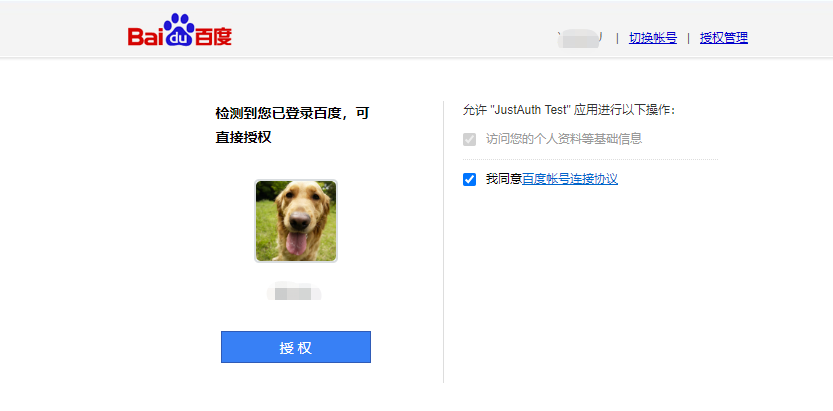 Bai du 百度
| 切换帐号 | 授权管理
检测到您已登录百度，可
直接授权
授 权
允许 "JustAuth Test" 应用进行以下操作：
访问您的个人资料等基础信息
我同意百度帐号连接协议